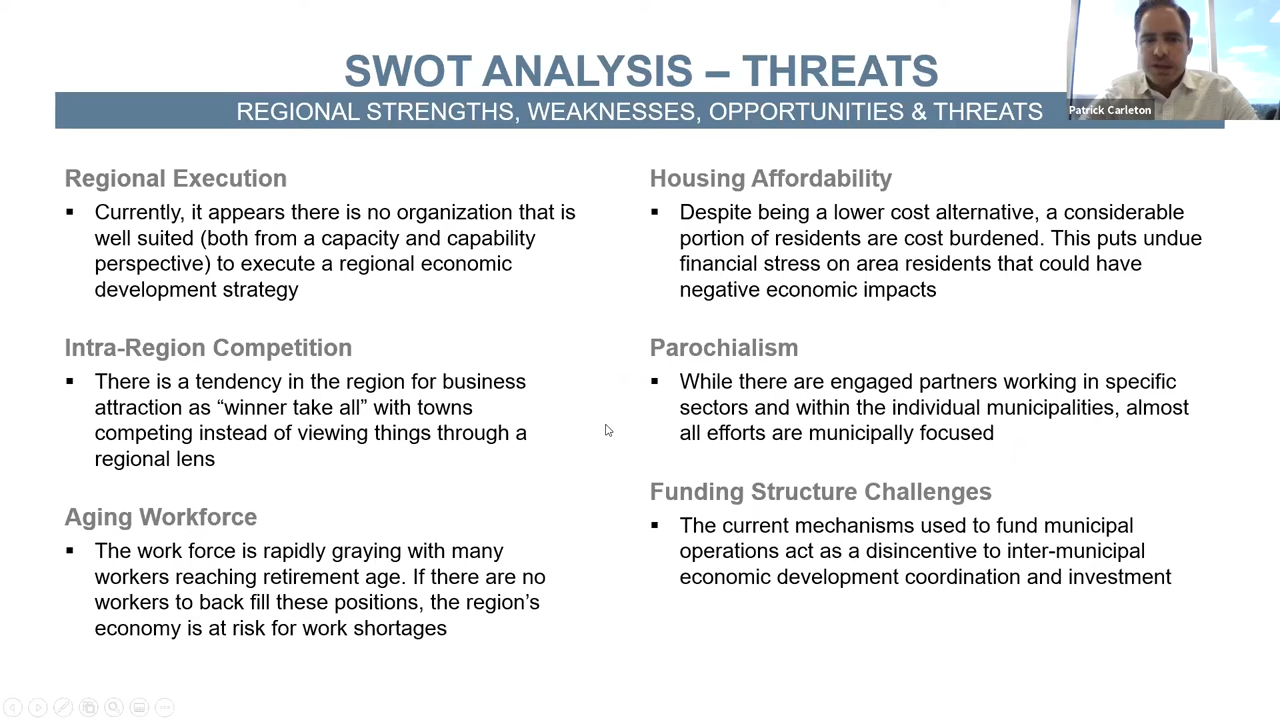 SWOT ANALYSIS – THREATS
REGIONAL STRENGTHS, WEAKNESSES, OPPORTUNITIES & THREATS
Patrick Carleton
Regional Execution
▪ Currently, it appears there is no organization that is
well suited (both from a capacity and capability
perspective) to execute a regional economic
development strategy
Intra-Region Competition
▪ There is a tendency in the region for business
attraction as “winner take all” with towns
competing instead of viewing things through a
regional lens
Aging Workforce
▪ The work force is rapidly graying with many
workers reaching retirement age. If there are no
workers to back fill these positions, the region’s
economy is at risk for work shortages
Housing Affordability
▪ Despite being a lower cost alternative, a considerable
portion of residents are cost burdened. This puts undue
financial stress on area residents that could have
negative economic impacts
Parochialism
▪ While there are engaged partners working in specific
sectors and within the individual municipalities, almost
all efforts are municipally focused
Funding Structure Challenges
▪ The current mechanisms used to fund municipal
operations act as a disincentive to inter-municipal
economic development coordination and investment